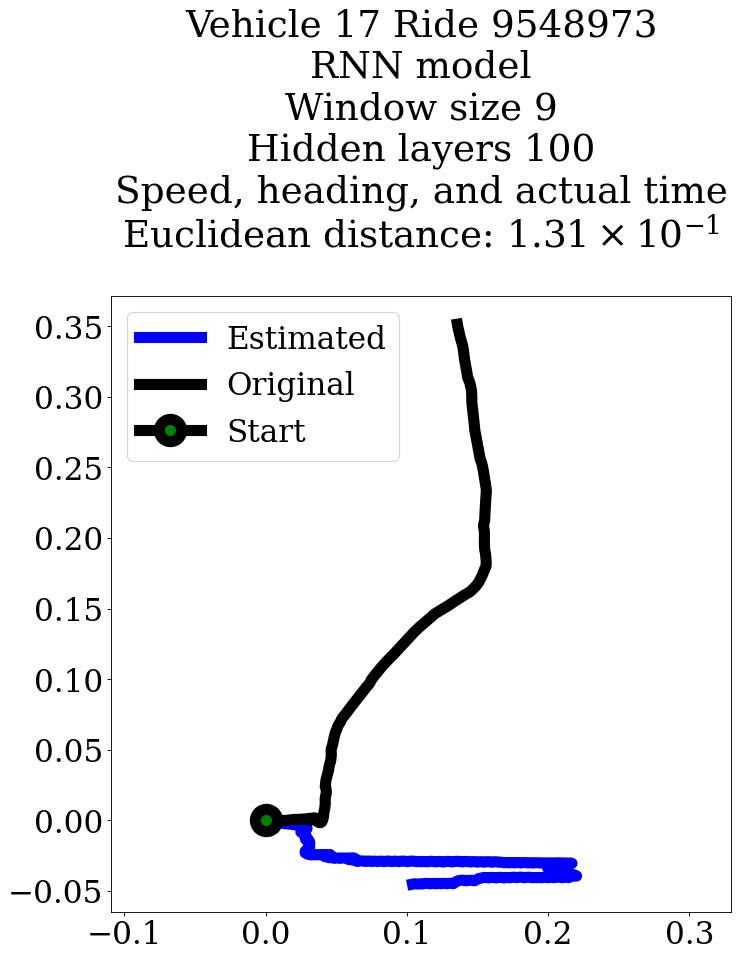 Vehicle 17 Ride 9548973
RNN model
Window size 9
Hidden layers 100
Speed, heading, and actual time
Euclidean distance: 1.31 × 10⁻¹
Estimated
Original
Start
0.35
0.30
0.25
0.20
0.15
0.10
0.05
0.00
−0.05
−0.1 0.0 0.1 0.2 0.3